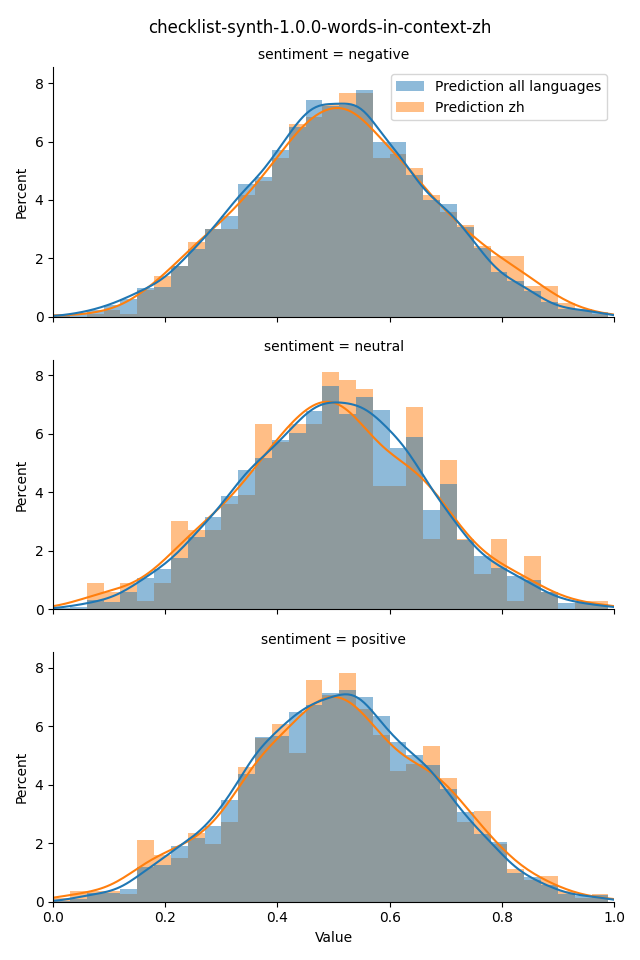 checklist-synth-1.0.0-words-in-context-zh
sentiment = negative
Prediction all languages
Prediction zh
Percent
8
6
4
2
0
sentiment = neutral
Percent
8
6
4
2
0
sentiment = positive
Percent
8
6
4
2
0
0.0 0.2 0.4 0.6 0.8 1.0
Value